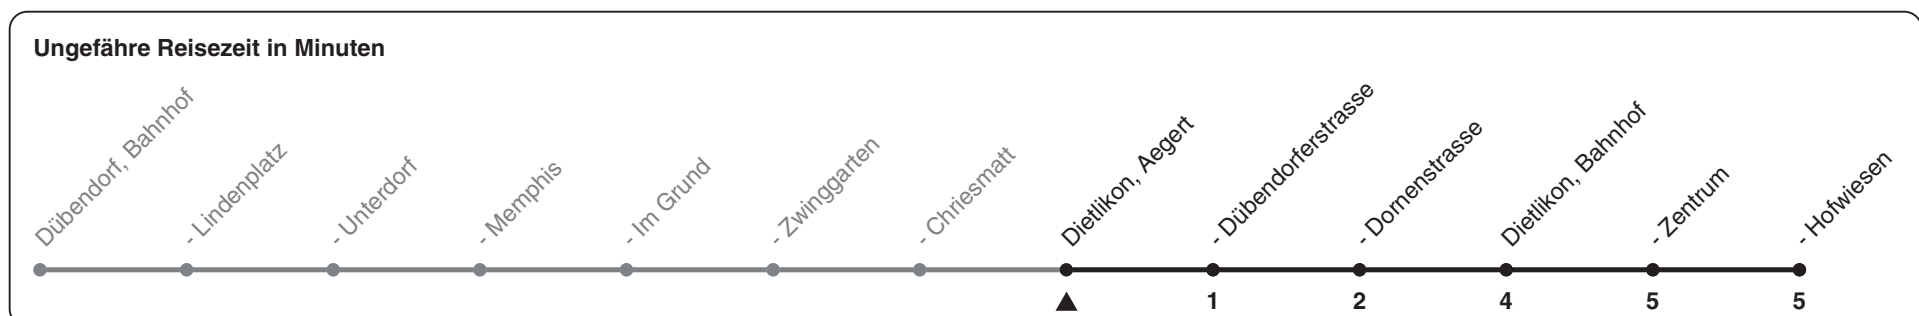 Ungefähre Reisezeit in Minuten
Dübendorf, Bahnhof
- Lindenplatz
- Unterdorf
- Memphis
- Im Grund
- Zwinggarten
- Chriesmatt
Dietlikon, Aegert
- Dübendorferstrasse
- Dornenstrasse
Dietlikon, Bahnhof
- Zentrum
- Hofwiesen
1 2 4 5 5